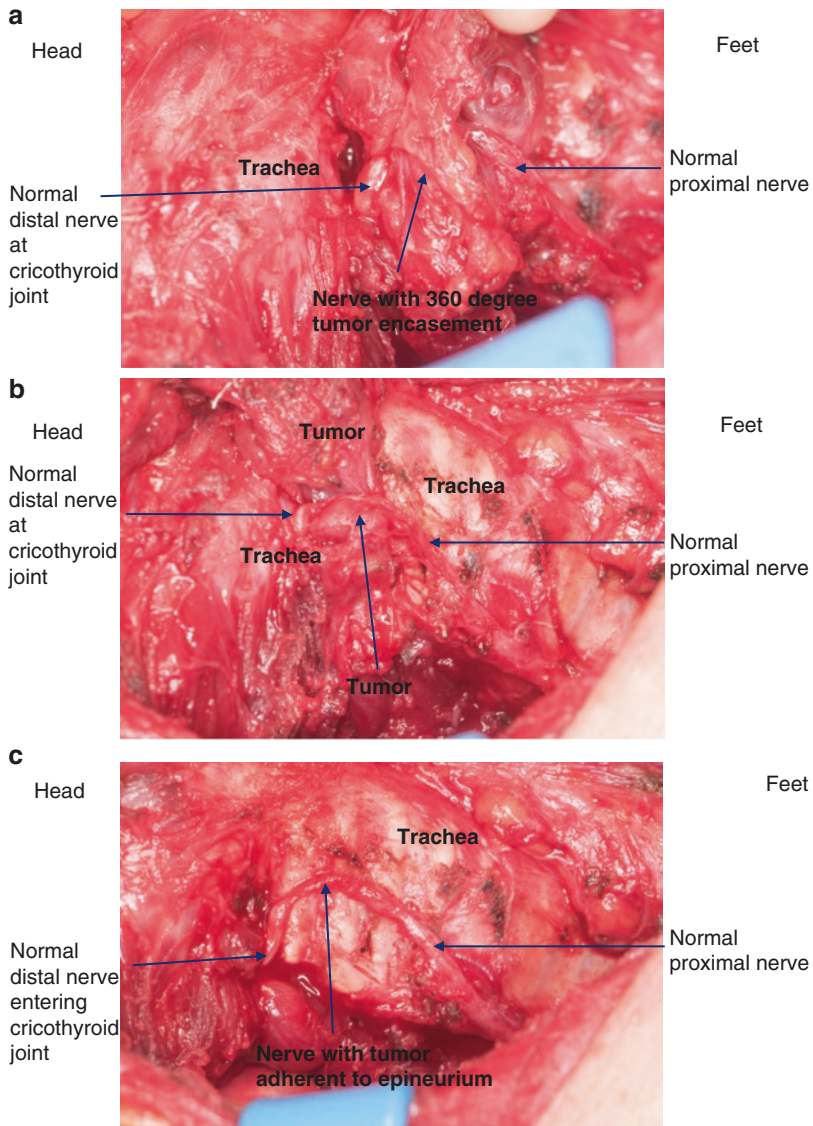 a
Head
Feet
Trachea
Normal
distal nerve
at
cricothyroid
joint
Normal
proximal nerve
Nerve with 360 degree
tumor encasement
b
Head
Feet
Tumor
Normal
distal nerve
at
cricothyroid
joint
Trachea
Trachea
Normal
proximal nerve
Tumor
c
Head
Feet
Trachea
Normal
distal nerve
entering
cricothyroid
joint
Normal
proximal nerve
Nerve with tumor
adherent to epineurium